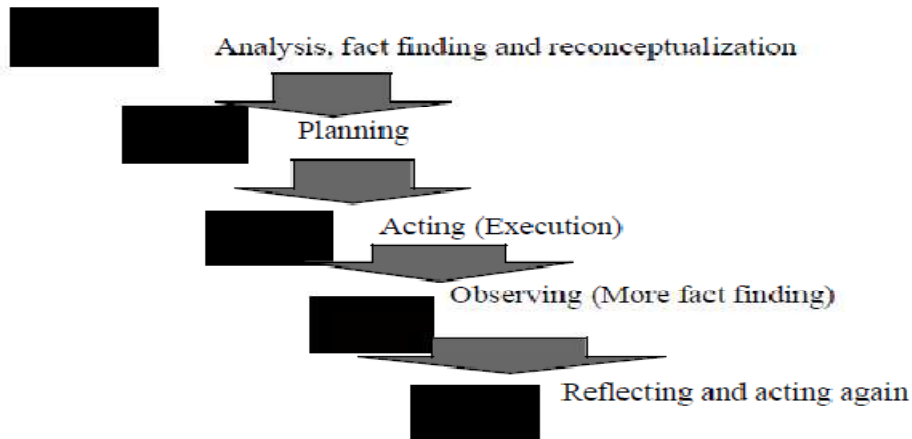 Analysis, fact finding and reconceptualization
Planning
Acting (Execution)
Observing (More fact finding)
Reflecting and acting again